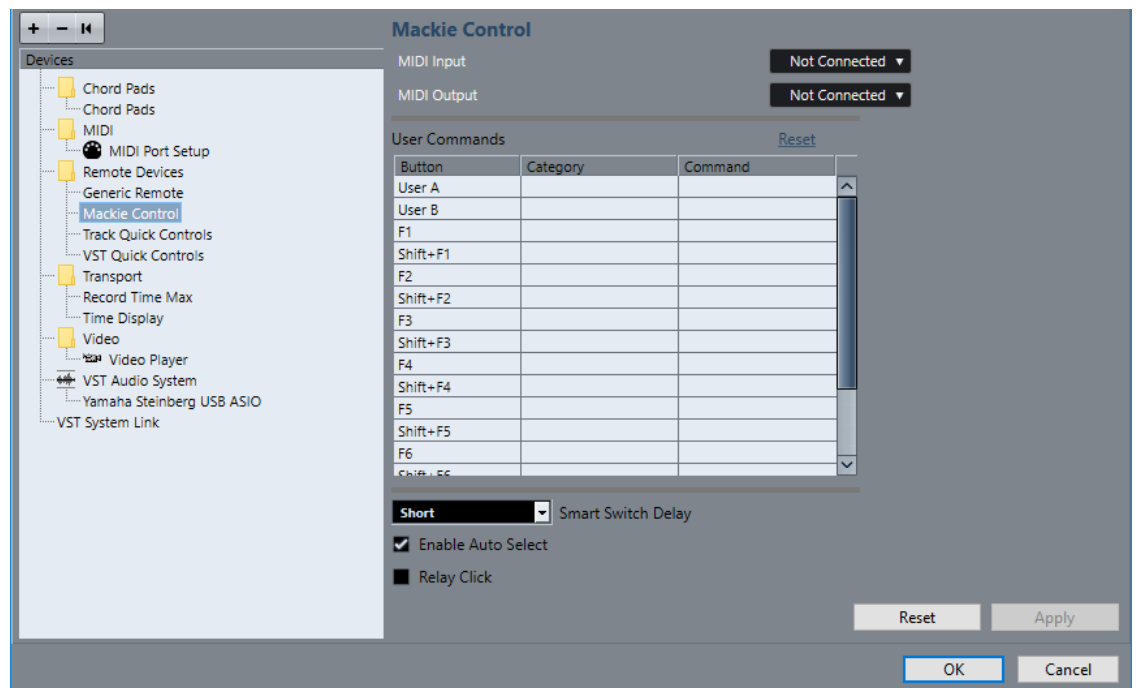 Devices
Chord Pads
Chord Pads
MIDI
MIDI Port Setup
Remote Devices
Generic Remote
Mackie Control
Track Quick Controls
VST Quick Controls
Transport
Record Time Max
Time Display
Video
Video Player
VST Audio System
Yamaha Steinberg USB ASIO
VST System Link
Mackie Control
MIDI Input Not Connected
MIDI Output Not Connected
User Commands Reset
Button Category Command
User A
User B
F1
Shift+F1
F2
Shift+F2
F3
Shift+F3
F4
Shift+F4
F5
Shift+F5
F6
Shift+F6
Short Smart Switch Delay
Enable Auto Select
Relay Click
Reset Apply
OK Cancel